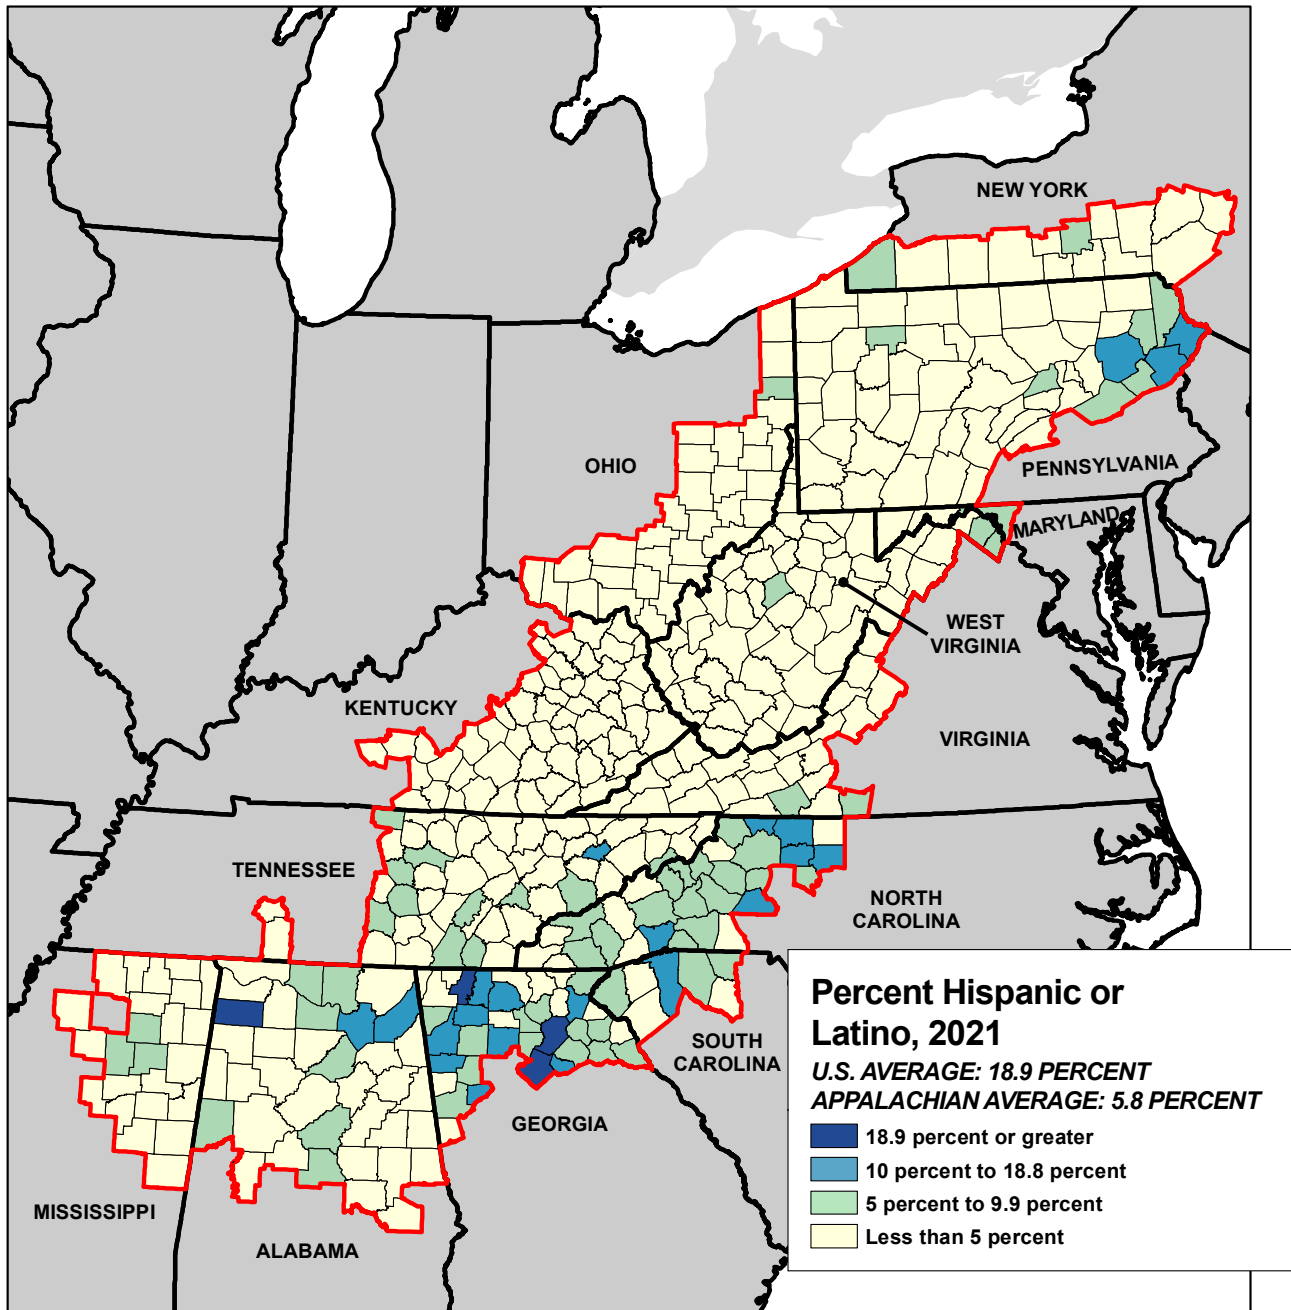 NEW YORK
OHIO
PENNSYLVANIA
MARYLAND
WEST
VIRGINIA
KENTUCKY
VIRGINIA
TENNESSEE
NORTH
CAROLINA
SOUTH
CAROLINA
GEORGIA
MISSISSIPPI
ALABAMA
Percent Hispanic or
Latino, 2021
U.S. AVERAGE: 18.9 PERCENT
APPALACHIAN AVERAGE: 5.8 PERCENT
18.9 percent or greater
10 percent to 18.8 percent
5 percent to 9.9 percent
Less than 5 percent